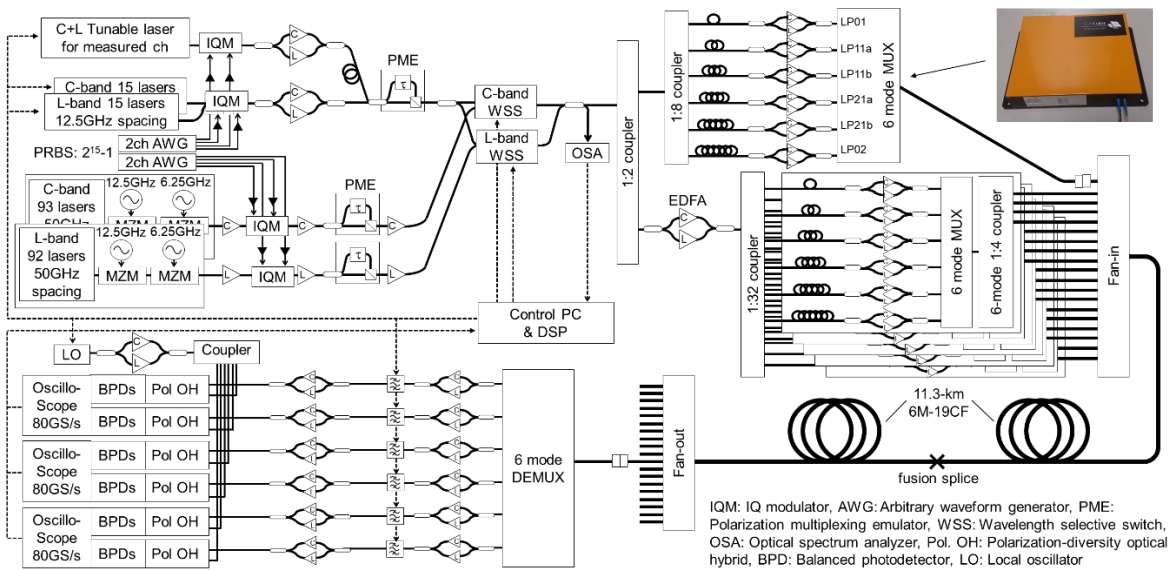 C+L Tunable laser
for measured ch
IQM
C
L
C-band 15 lasers
L-band 15 lasers
12.5GHz spacing
IQM
C
L
PME
τ
2ch AWG
PRBS: 2^15-1
2ch AWG
C-band
93 lasers
50GHz
12.5GHz
6.25GHz
MZM
MZM
C
IQM
C
PME
τ
L-band
92 lasers
50GHz
spacing
12.5GHz
6.25GHz
MZM
MZM
L
IQM
L
τ
L
C-band
WSS
L-band
WSS
OSA
Control PC
& DSP
1:2 coupler
1:8 coupler
LP01
LP11a
LP11b
LP21a
LP21b
LP02
6 mode MUX
EDFA
C
L
1:32 coupler
6 mode MUX
6-mode 1:4 coupler
Fan-in
11.3-km
6M-19CF
fusion splice
Fan-out
6 mode
DEMUX
LO
C
L
Coupler
Oscillo-
Scope
80GS/s
BPDs
Pol OH
BPDs
Pol OH
Oscillo-
Scope
80GS/s
BPDs
Pol OH
BPDs
Pol OH
Oscillo-
Scope
80GS/s
BPDs
Pol OH
BPDs
Pol OH
IQM: IQ modulator, AWG: Arbitrary waveform generator, PME:
Polarization multiplexing emulator, WSS: Wavelength selective switch,
OSA: Optical spectrum analyzer, Pol. OH: Polarization-diversity optical
hybrid, BPD: Balanced photodetector, LO: Local oscillator